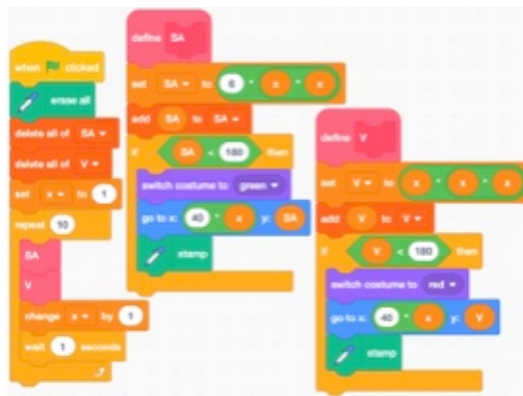 when clicked
erase all
delete all of SA
delete all of V
set x to 1
repeat 10
SA
V
change x by 1
wait 1 seconds
define SA
set SA to 6 * x * x
add SA to SA
if SA < 180 then
switch costume to green
go to x: 40 * x y: SA
stamp
define V
set V to x * x * x
add V to V
if V < 180 then
switch costume to red
go to x: 40 * x y: V
stamp